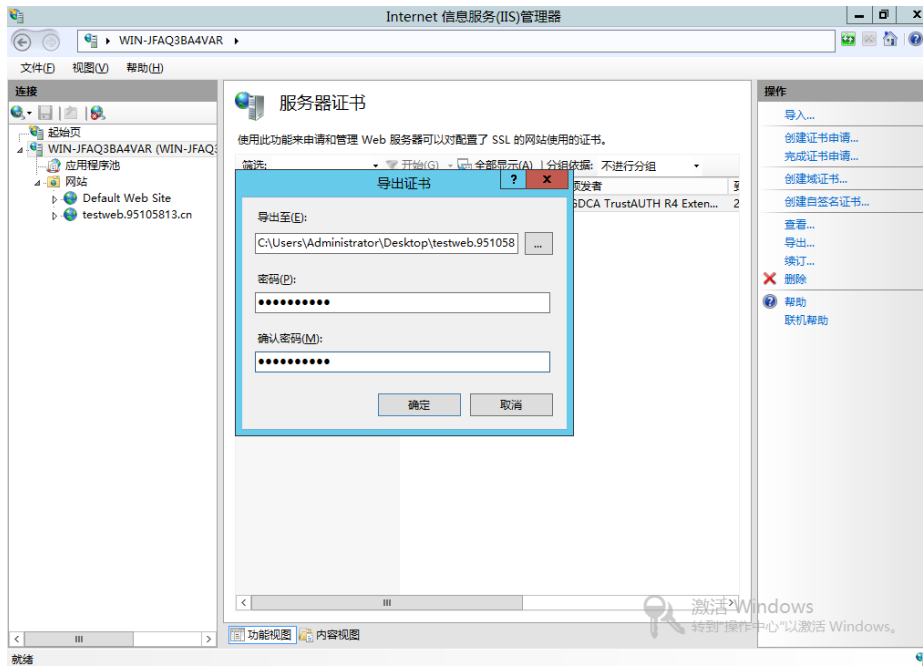 Internet 信息服务(IIS)管理器
WIN-JFAQ3BA4VAR
文件(F) 视图(V) 帮助(H)
连接
起始页
WIN-JFAQ3BA4VAR (WIN-JFAQ3
应用程序池
网站
Default Web Site
testweb.95105813.cn
服务器证书
使用此功能来申请和管理 Web 服务器可以对配置了 SSL 的网站使用的证书。
筛选: 开始(G) 全部显示(A) 分组依据: 不进行分组
颁发者
GDCA TrustAUTH R4 Exten... 2
导出证书
? X
导出至(E):
C:\Users\Administrator\Desktop\testweb.951058
...
密码(P):
●●●●●●●●●●
确认密码(M):
●●●●●●●●●●
确定 取消
功能视图 内容视图
操作
导入...
创建证书申请...
完成证书申请...
创建域证书...
创建自签名证书...
查看...
导出...
续订...
删除
帮助
联机帮助
激活 Windows
转到"操作中心"以激活 Windows。
就绪